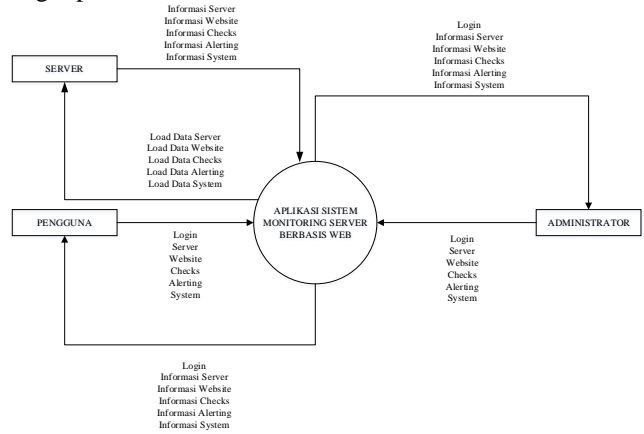 Informasi Server
Informasi Website
Informasi Checks
Informasi Alerting
Informasi System
Login
Informasi Server
Informasi Website
Informasi Checks
Informasi Alerting
Informasi System
SERVER
Load Data Server
Load Data Website
Load Data Checks
Load Data Alerting
Load Data System
PENGGUNA
APLIKASI SISTEM
MONITORING SERVER
BERBASIS WEB
ADMINISTRATOR
Login
Server
Website
Checks
Alerting
System
Login
Server
Website
Checks
Alerting
System
Login
Informasi Server
Informasi Website
Informasi Checks
Informasi Alerting
Informasi System